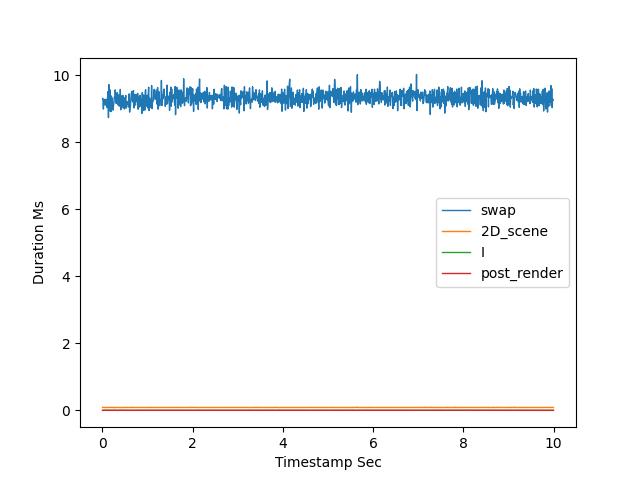 10
8
6
4
2
0
Duration Ms
swap
2D_scene
I
post_render
0 2 4 6 8 10
Timestamp Sec